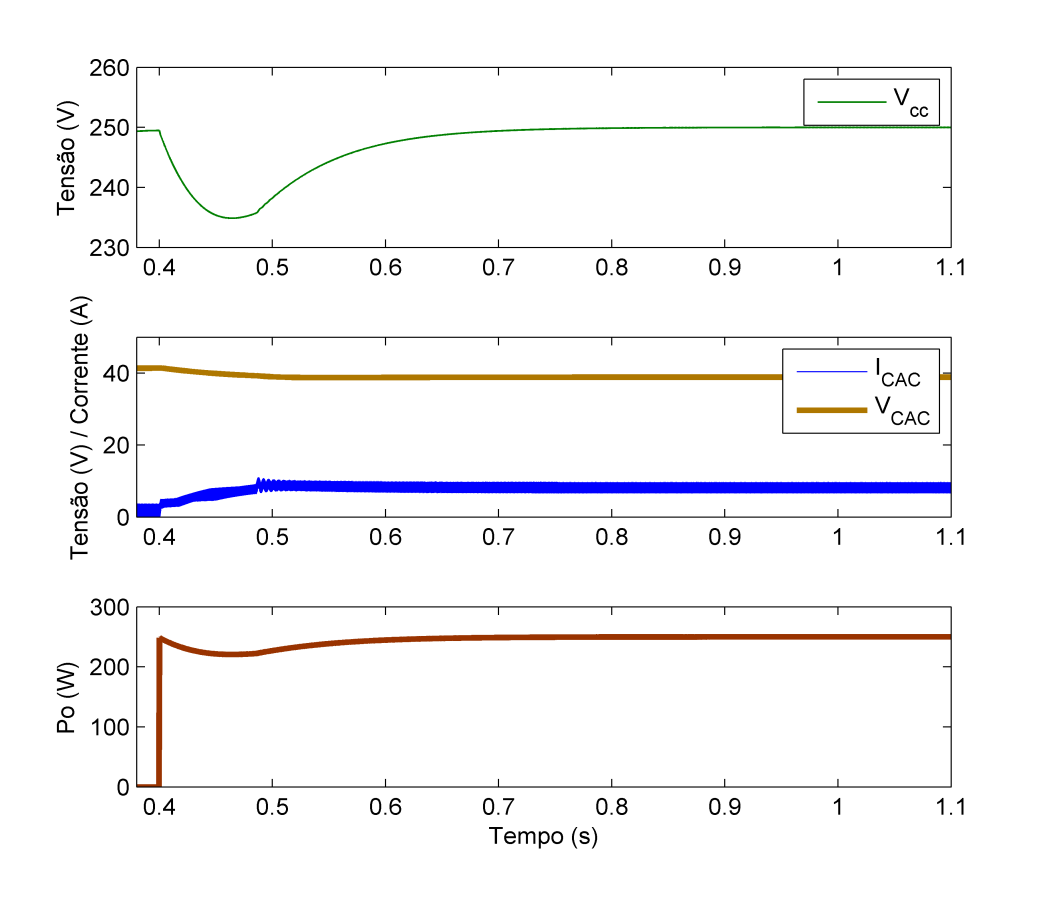 260
250
240
230
Tensão (V)
Vcc
0.4 0.5 0.6 0.7 0.8 0.9 1 1.1
40
20
0
Tensão (V) / Corrente (A)
ICAC
VCAC
0.4 0.5 0.6 0.7 0.8 0.9 1 1.1
300
200
100
0
Po (W)
0.4 0.5 0.6 0.7 0.8 0.9 1 1.1
Tempo (s)